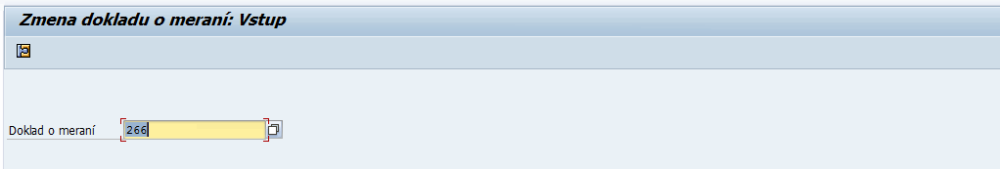 Zmena dokladu o meraní: Vstup
Doklad o meraní 266